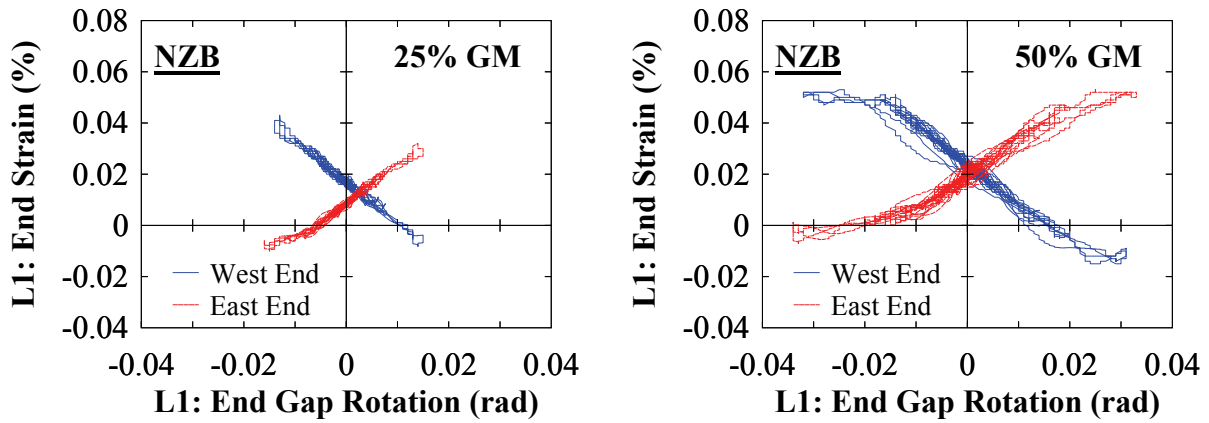 0.08
NZB 25% GM
0.06
0.04
0.02
0
-0.02
West End
East End
-0.04
-0.04 -0.02 0 0.02 0.04
L1: End Strain (%)
L1: End Gap Rotation (rad)
0.08
NZB 50% GM
0.06
0.04
0.02
0
-0.02
West End
East End
-0.04
-0.04 -0.02 0 0.02 0.04
L1: End Strain (%)
L1: End Gap Rotation (rad)